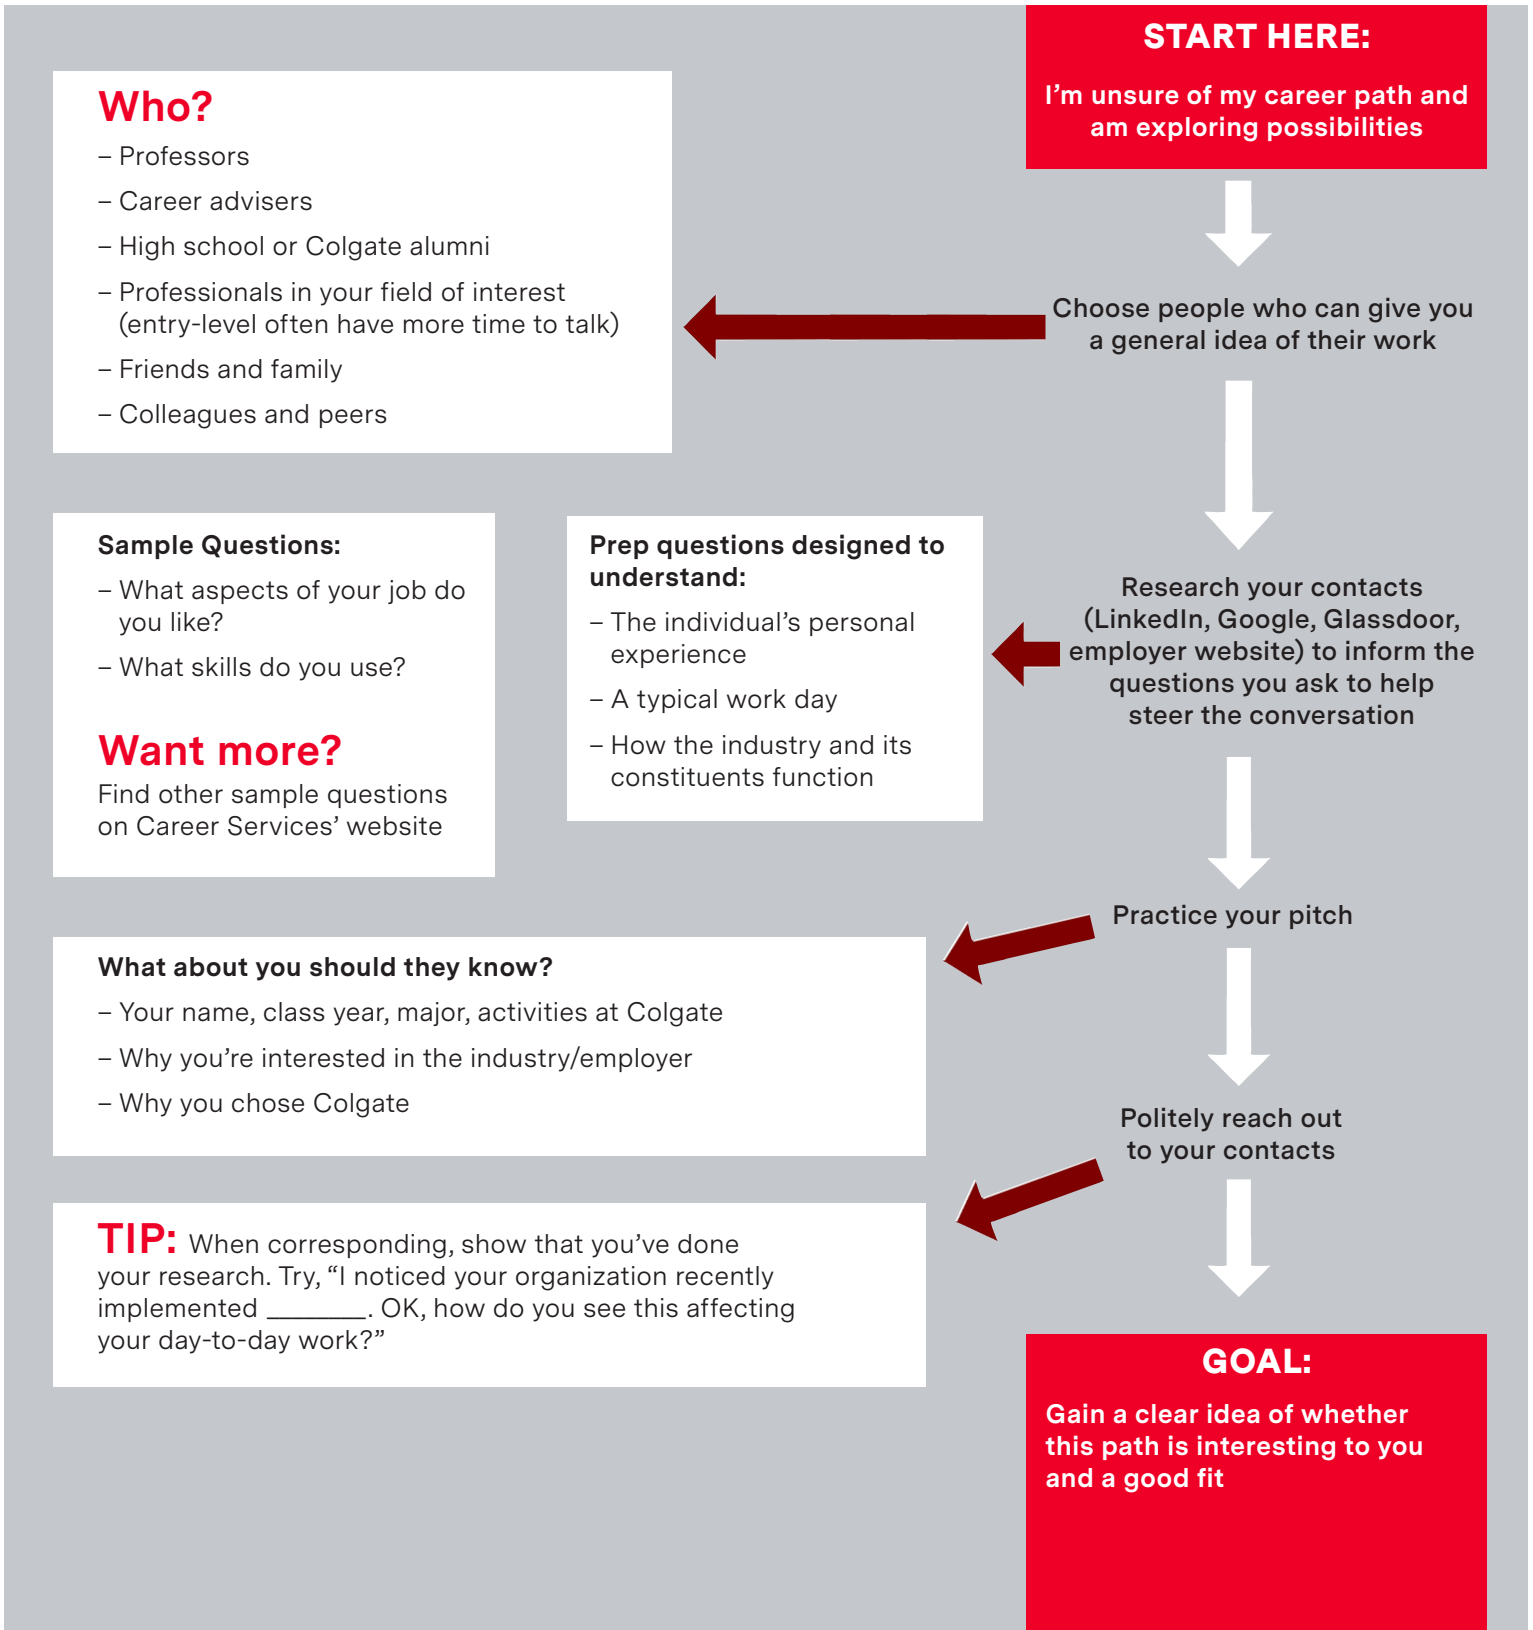 START HERE:
I’m unsure of my career path and
am exploring possibilities
Who?
– Professors
– Career advisers
– High school or Colgate alumni
– Professionals in your field of interest
(entry-level often have more time to talk)
– Friends and family
– Colleagues and peers
Choose people who can give you
a general idea of their work
Sample Questions:
– What aspects of your job do
you like?
– What skills do you use?
Want more?
Find other sample questions
on Career Services’ website
Prep questions designed to
understand:
– The individual’s personal
experience
– A typical work day
– How the industry and its
constituents function
Research your contacts
(LinkedIn, Google, Glassdoor,
employer website) to inform the
questions you ask to help
steer the conversation
Practice your pitch
What about you should they know?
– Your name, class year, major, activities at Colgate
– Why you’re interested in the industry/employer
– Why you chose Colgate
Politely reach out
to your contacts
TIP: When corresponding, show that you’ve done
your research. Try, “I noticed your organization recently
implemented _______. OK, how do you see this affecting
your day-to-day work?”
GOAL:
Gain a clear idea of whether
this path is interesting to you
and a good fit